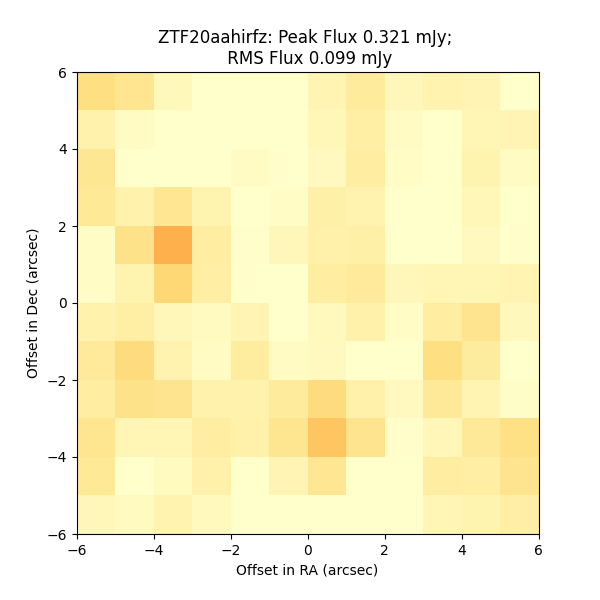 ZTF20aahirfz: Peak Flux 0.321 mJy;
RMS Flux 0.099 mJy
6
4
2
0
−2
−4
−6
Offset in Dec (arcsec)
−6 −4 −2 0 2 4 6
Offset in RA (arcsec)